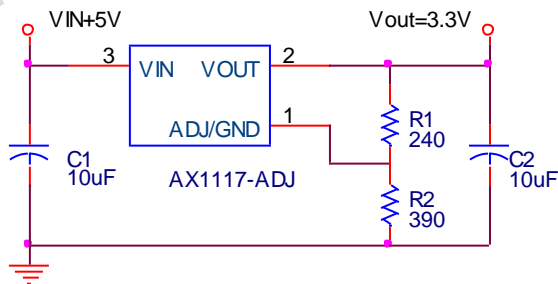 VIN+5V
Vout=3.3V
3
VIN
VOUT
2
ADJ/GND
1
R1
240
C1
10uF
AX1117-ADJ
C2
10uF
R2
390